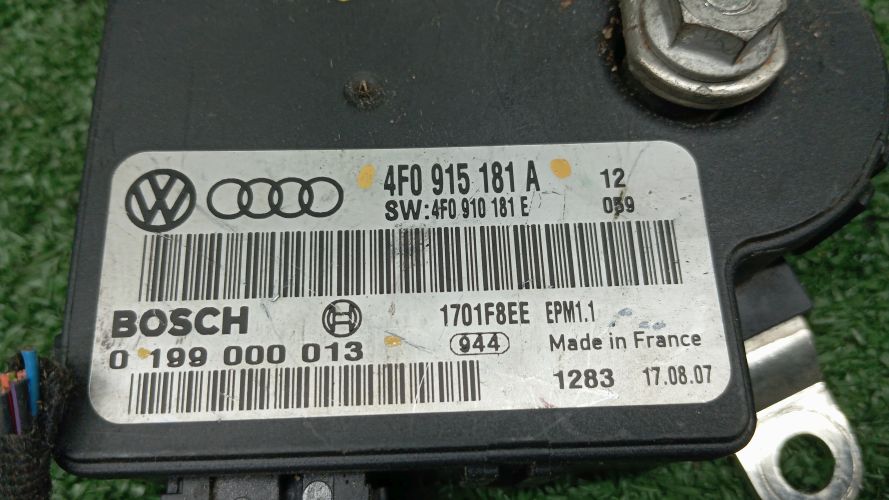 4F0 915 181 A 12
SW:4F0 910 181 E 059
BOSCH 1701F8EE EPM1.1
0 199 000 013 944 Made in France
1283 17.08.07